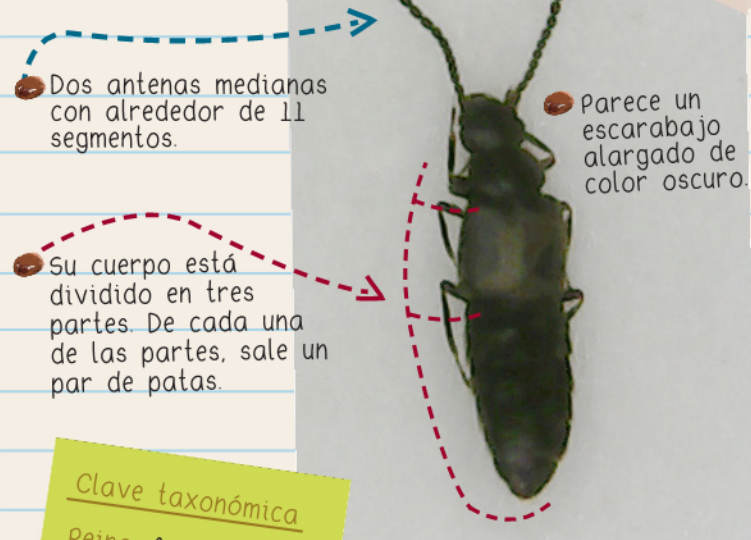 Dos antenas medianas
con alrededor de 11
segmentos.
Parece un
escarabajo
alargado de
color oscuro.
Su cuerpo está
dividido en tres
partes. De cada una
de las partes, sale un
par de patas.
Clave taxonómica